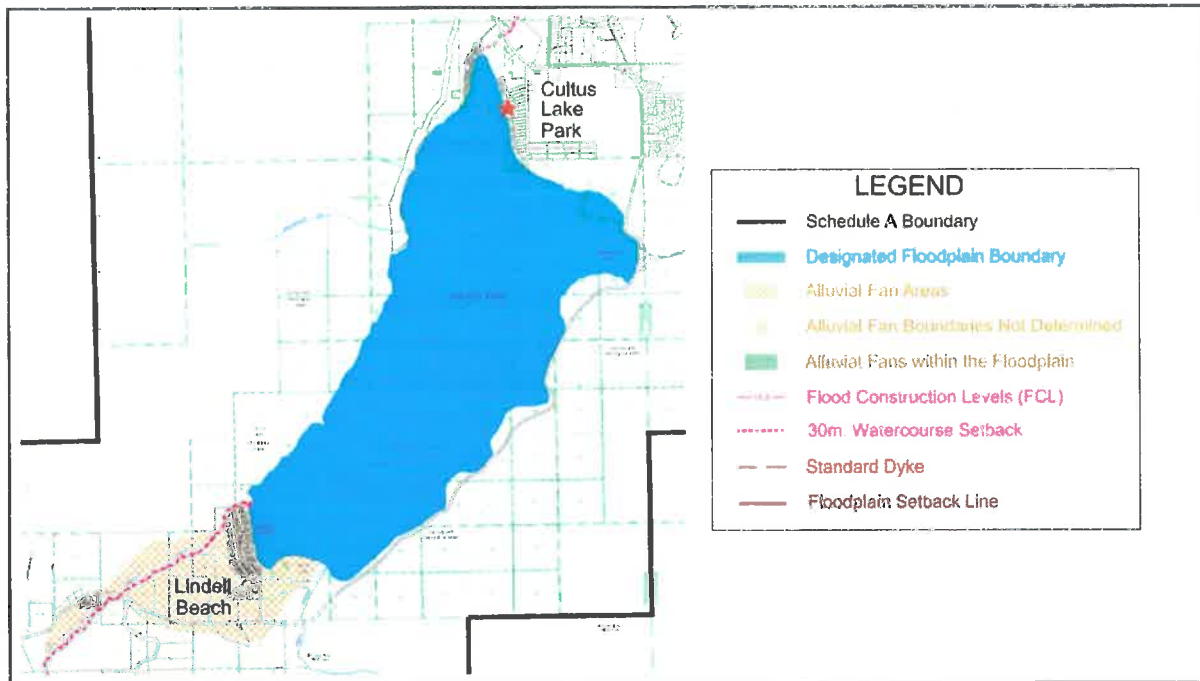 Cultus
Lake
Park
Lindell
Beach
LEGEND
Schedule A Boundary
Designated Floodplain Boundary
Alluvial Fan Areas
Alluvial Fan Boundaries Not Determined
Alluvial Fans within the Floodplain
Flood Construction Levels (FCL)
30m. Watercourse Setback
Standard Dyke
Floodplain Setback Line